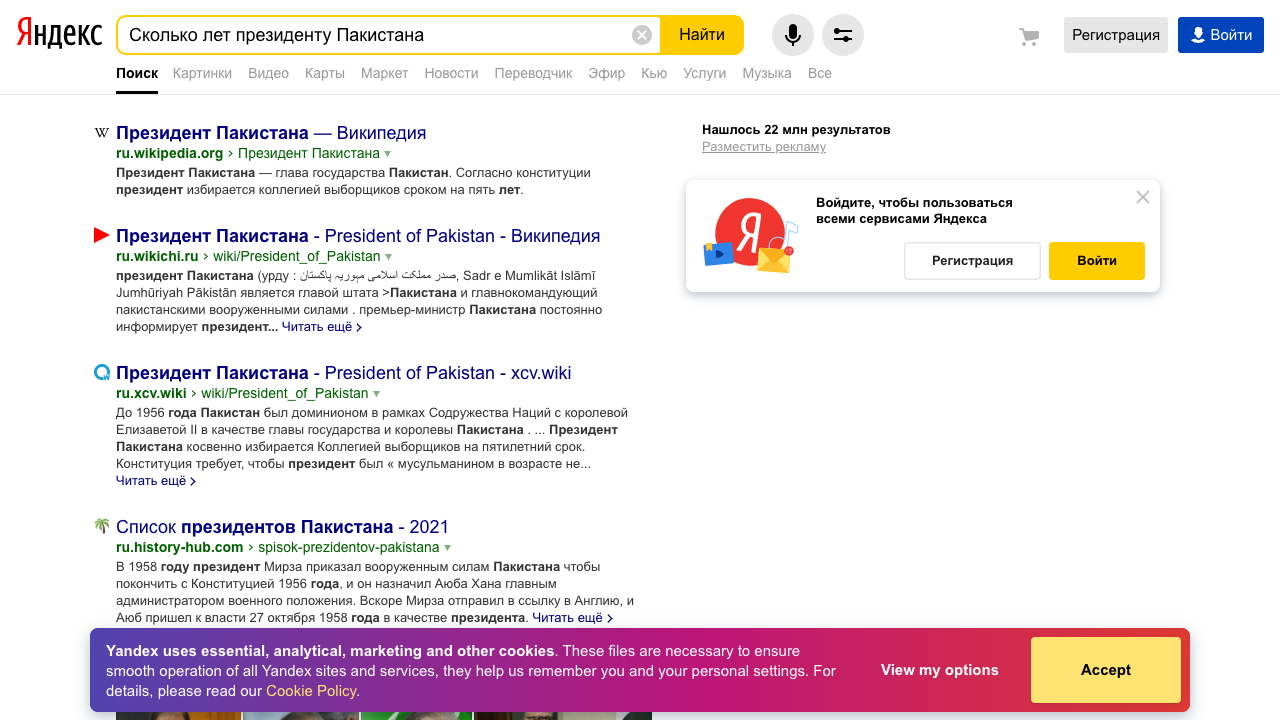 Яндекс
Сколько лет президенту Пакистана
Найти
Регистрация
Войти
Поиск Картинки Видео Карты Маркет Новости Переводчик Эфир Кью Услуги Музыка Все
Президент Пакистана — Википедия
ru.wikipedia.org › Президент Пакистана
Президент Пакистана — глава государства Пакистан. Согласно конституции
президент избирается коллегией выборщиков сроком на пять лет.
Президент Пакистана - President of Pakistan - Википедия
ru.wikichi.ru › wiki/President_of_Pakistan
президент Пакистана (урду : صدر مملکت اسلامی مہوریہ پاکستان, Sadr e Mumlikāt Islāmī
Jumhūriyah Pākistān является главой штата >Пакистана и главнокомандующий
пакистанскими вооруженными силами . премьер-министр Пакистана постоянно
информирует президент... Читать ещё ›
Президент Пакистана - President of Pakistan - xcv.wiki
ru.xcv.wiki › wiki/President_of_Pakistan
До 1956 года Пакистан был доминионом в рамках Содружества Наций с королевой
Елизаветой II в качестве главы государства и королевы Пакистана . ... Президент
Пакистана косвенно избирается Коллегией выборщиков на пятилетний срок.
Конституция требует, чтобы президент был « мусульманином в возрасте не...
Читать ещё ›
Список президентов Пакистана - 2021
ru.history-hub.com › spisok-prezidentov-pakistana
В 1958 году президент Мирза приказал вооруженным силам Пакистана чтобы
покончить с Конституцией 1956 года, и он назначил Аюба Хана главным
администратором военного положения. Вскоре Мирза отправил в ссылку в Англию, и
Аюб пришел к власти 27 октября 1958 года в качестве президента. Читать ещё ›
Нашлось 22 млн результатов
Разместить рекламу
Войдите, чтобы пользоваться
всеми сервисами Яндекса
Регистрация
Войти
Yandex uses essential, analytical, marketing and other cookies. These files are necessary to ensure
smooth operation of all Yandex sites and services, they help us remember you and your personal settings. For
details, please read our Cookie Policy.
View my options
Accept